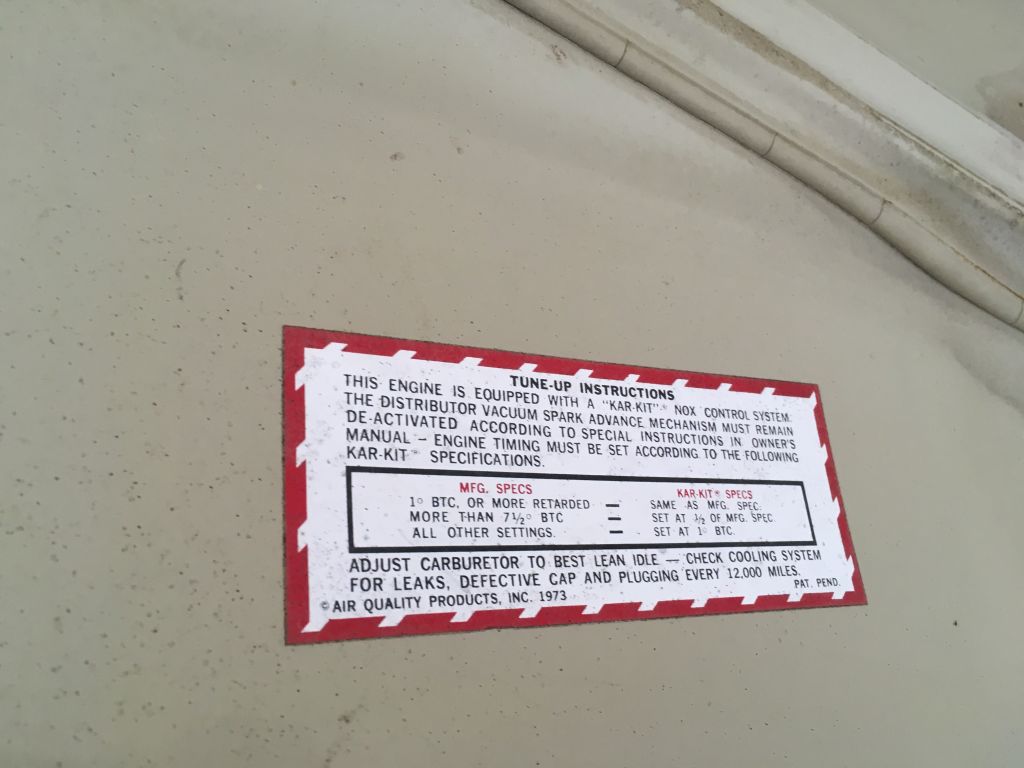 TUNE-UP INSTRUCTIONS
THIS ENGINE IS EQUIPPED WITH A "KAR-KIT"® NOX CONTROL SYSTEM.
THE DISTRIBUTOR VACUUM SPARK ADVANCE MECHANISM MUST REMAIN
DE-ACTIVATED ACCORDING TO SPECIAL INSTRUCTIONS IN OWNER'S
MANUAL – ENGINE TIMING MUST BE SET ACCORDING TO THE FOLLOWING
KAR-KIT® SPECIFICATIONS.
MFG. SPECS KAR-KIT® SPECS
1° BTC, OR MORE RETARDED — SAME AS MFG. SPEC.
MORE THAN 7½° BTC — SET AT ½ OF MFG. SPEC.
ALL OTHER SETTINGS. — SET AT 1° BTC.
ADJUST CARBURETOR TO BEST LEAN IDLE — CHECK COOLING SYSTEM
FOR LEAKS, DEFECTIVE CAP AND PLUGGING EVERY 12,000 MILES.
©AIR QUALITY PRODUCTS, INC. 1973 PAT. PEND.